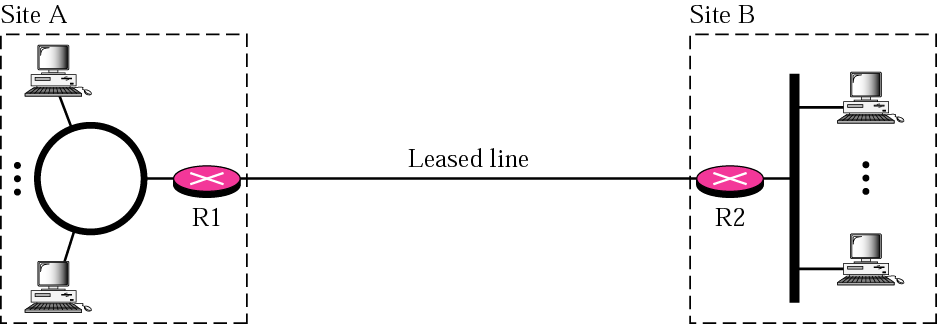 Site A
Site B
Leased line
R1
R2